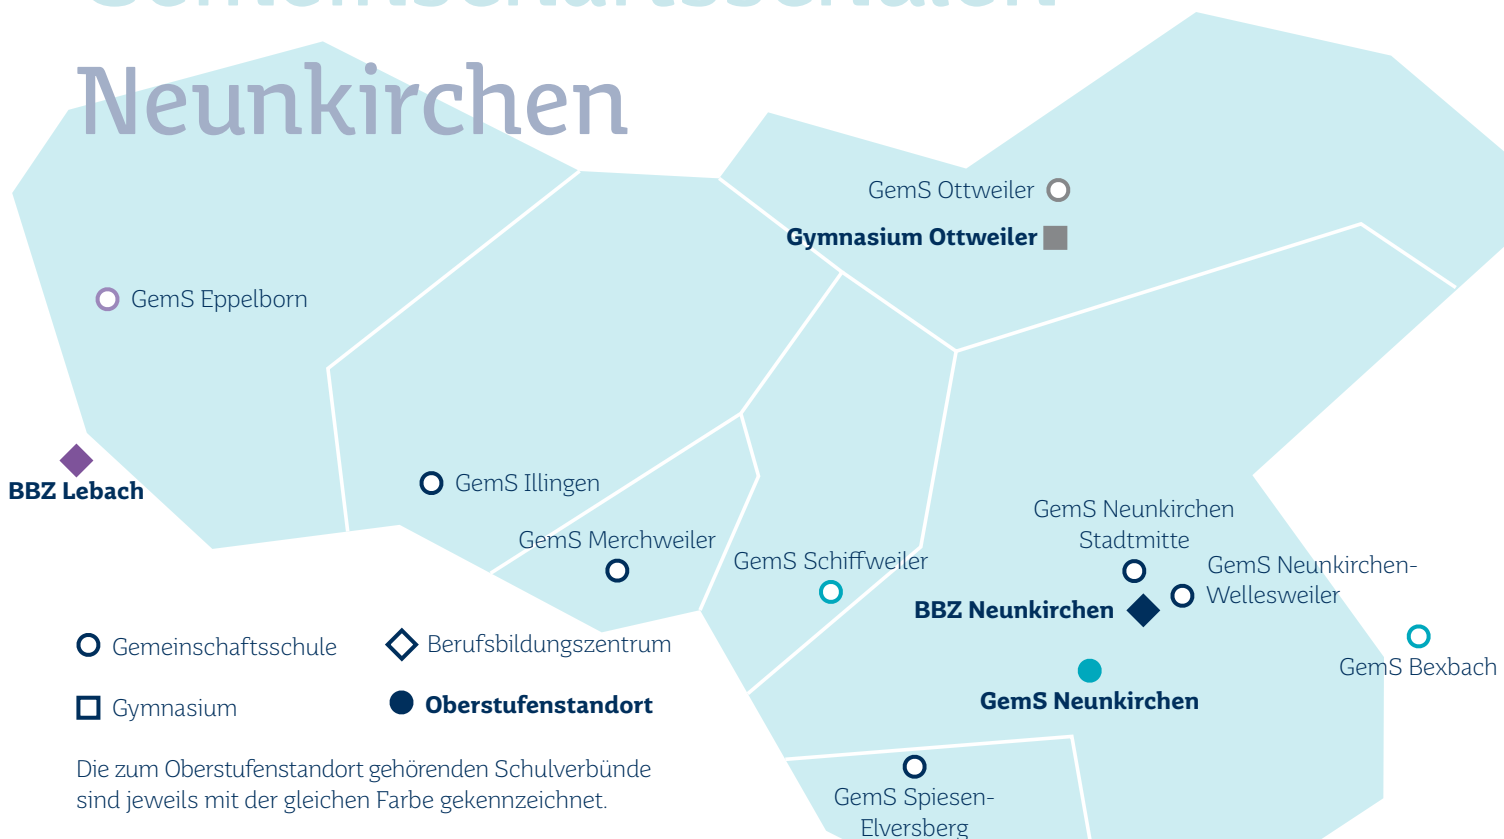 Gemeinschaftsschulen
Neunkirchen
GemS Ottweiler
Gymnasium Ottweiler
GemS Eppelborn
BBZ Lebach
GemS Illingen
GemS Merchweiler
GemS Schiffweiler
GemS Neunkirchen
Stadtmitte
GemS Neunkirchen-
Wellesweiler
BBZ Neunkirchen
GemS Bexbach
GemS Neunkirchen
GemS Spiesen-
Elversberg
Gemeinschaftsschule
Berufsbildungszentrum
Gymnasium
Oberstufenstandort
Die zum Oberstufenstandort gehörenden Schulverbünde
sind jeweils mit der gleichen Farbe gekennzeichnet.